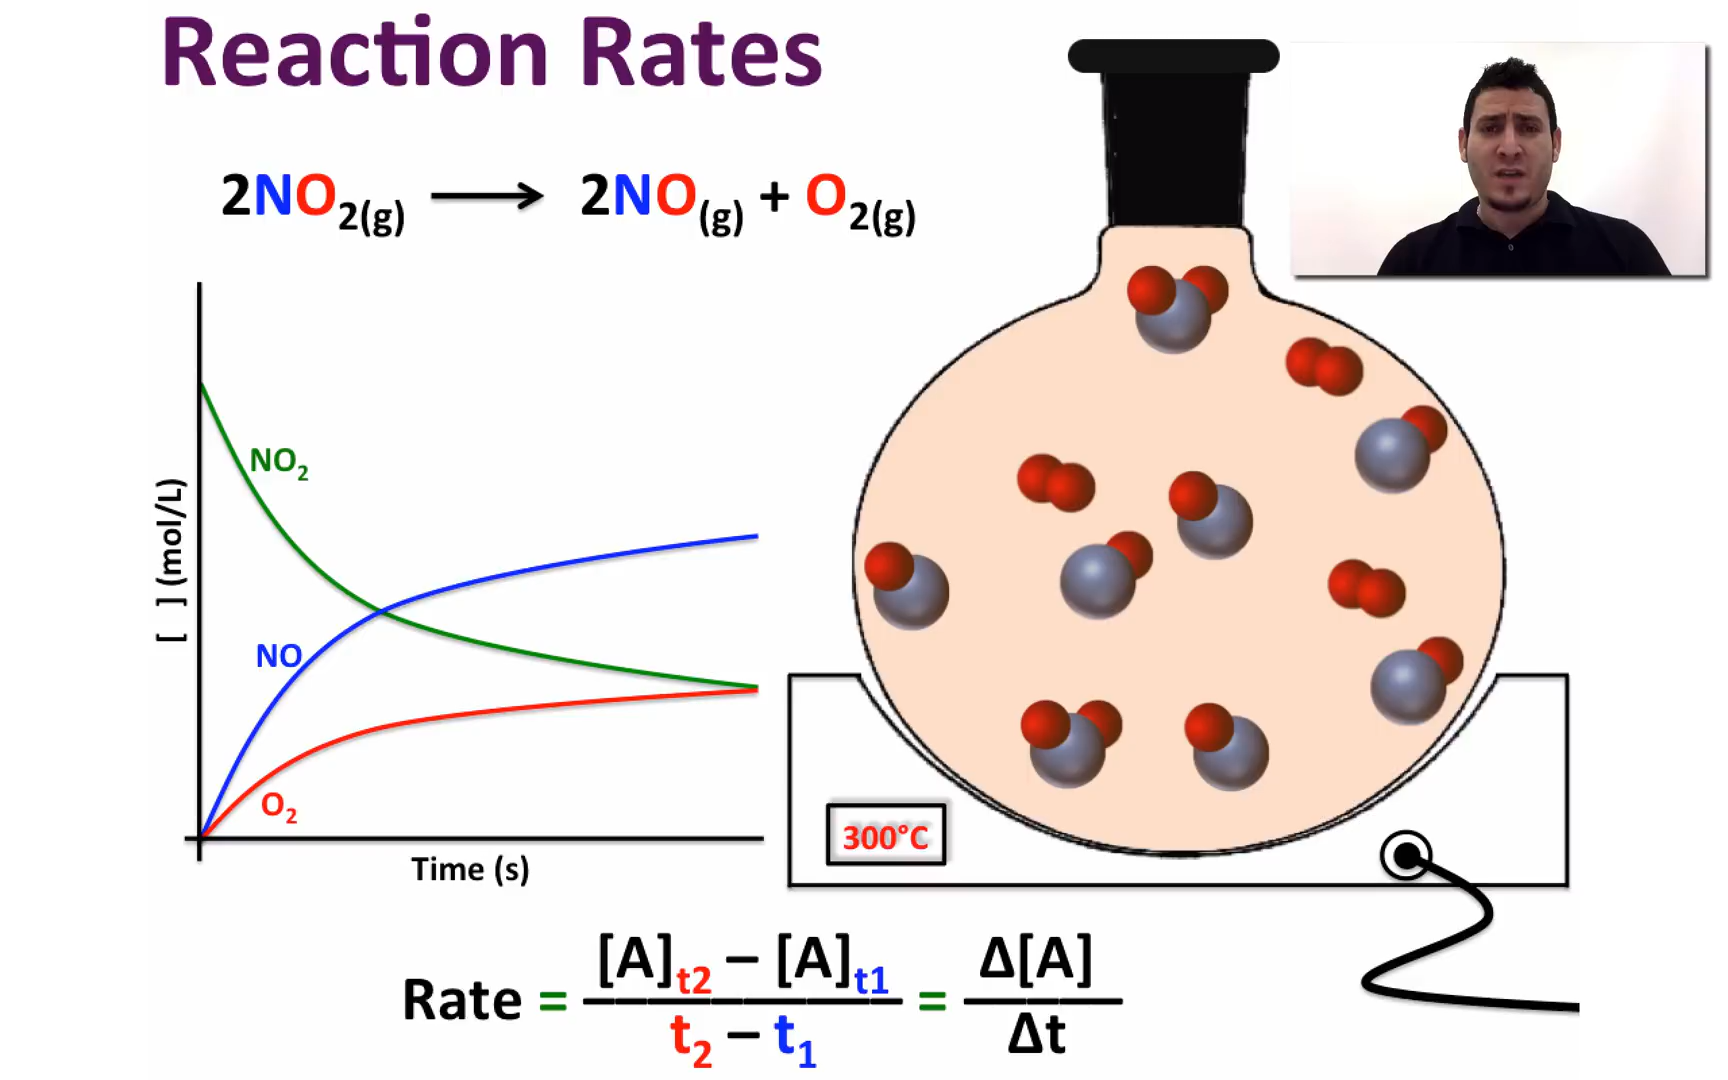 Reaction Rates
2NO2(g) ⟶ 2NO(g) + O2(g)
NO2
NO
O2
[ ] (mol/L)
Time (s)
300°C
Rate = [A]t2 – [A]t1 / t2 – t1 = Δ[A] / Δt